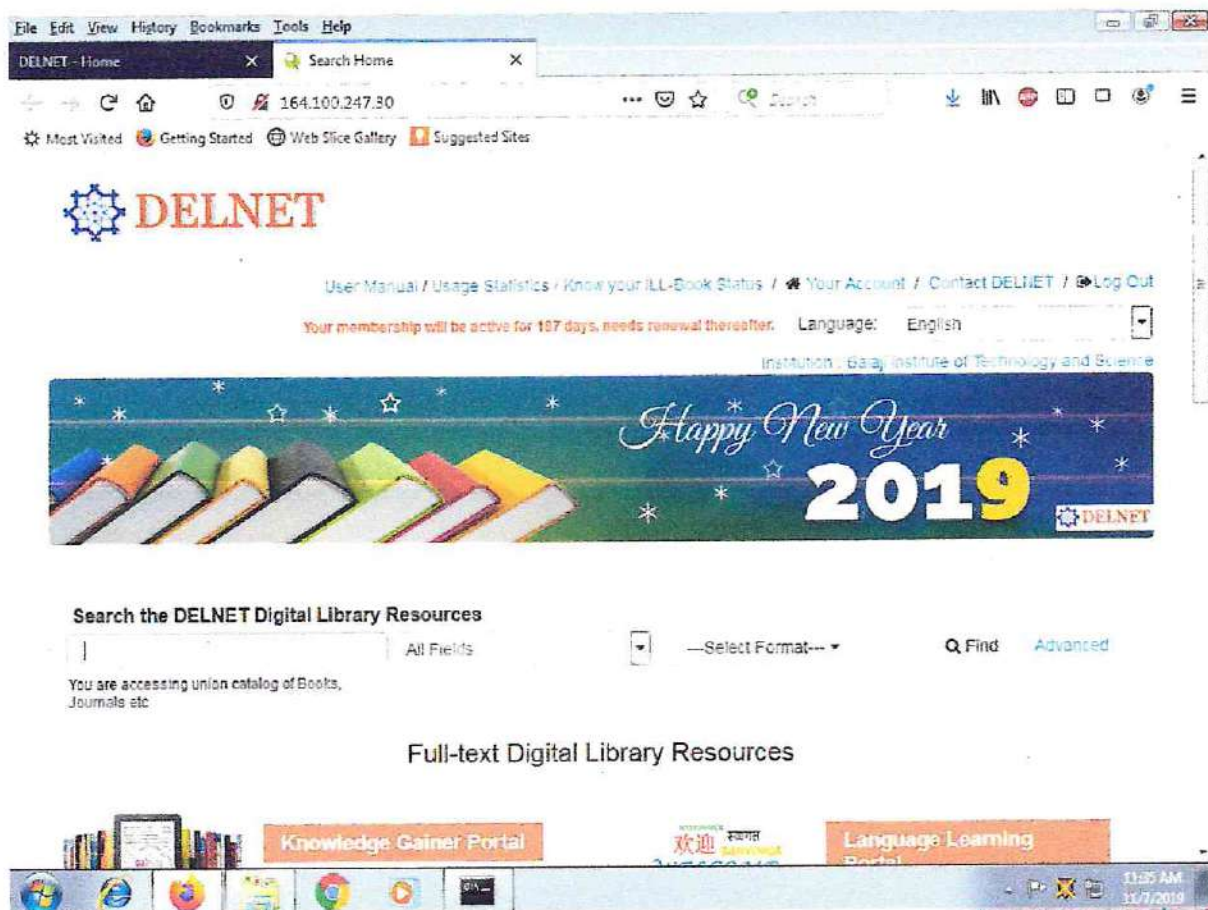 File Edit View History Bookmarks Tools Help
DELNET - Home Search Home
164.100.247.30 Search
Most Visited Getting Started Web Slice Gallery Suggested Sites
DELNET
User Manual / Usage Statistics / Know your ILL-Book Status / Your Account / Contact DELNET / Log Out
Your membership will be active for 187 days, needs renewal thereafter. Language: English
Institution : Balaji Institute of Technology and Science
Happy New Year
2019
DELNET
Search the DELNET Digital Library Resources
All Fields ---Select Format--- Find Advanced
You are accessing union catalog of Books,
Journals etc
Full-text Digital Library Resources
Knowledge Gainer Portal
欢迎 स्वागत
Language Learning
Portal
11:35 AM
11/7/2019